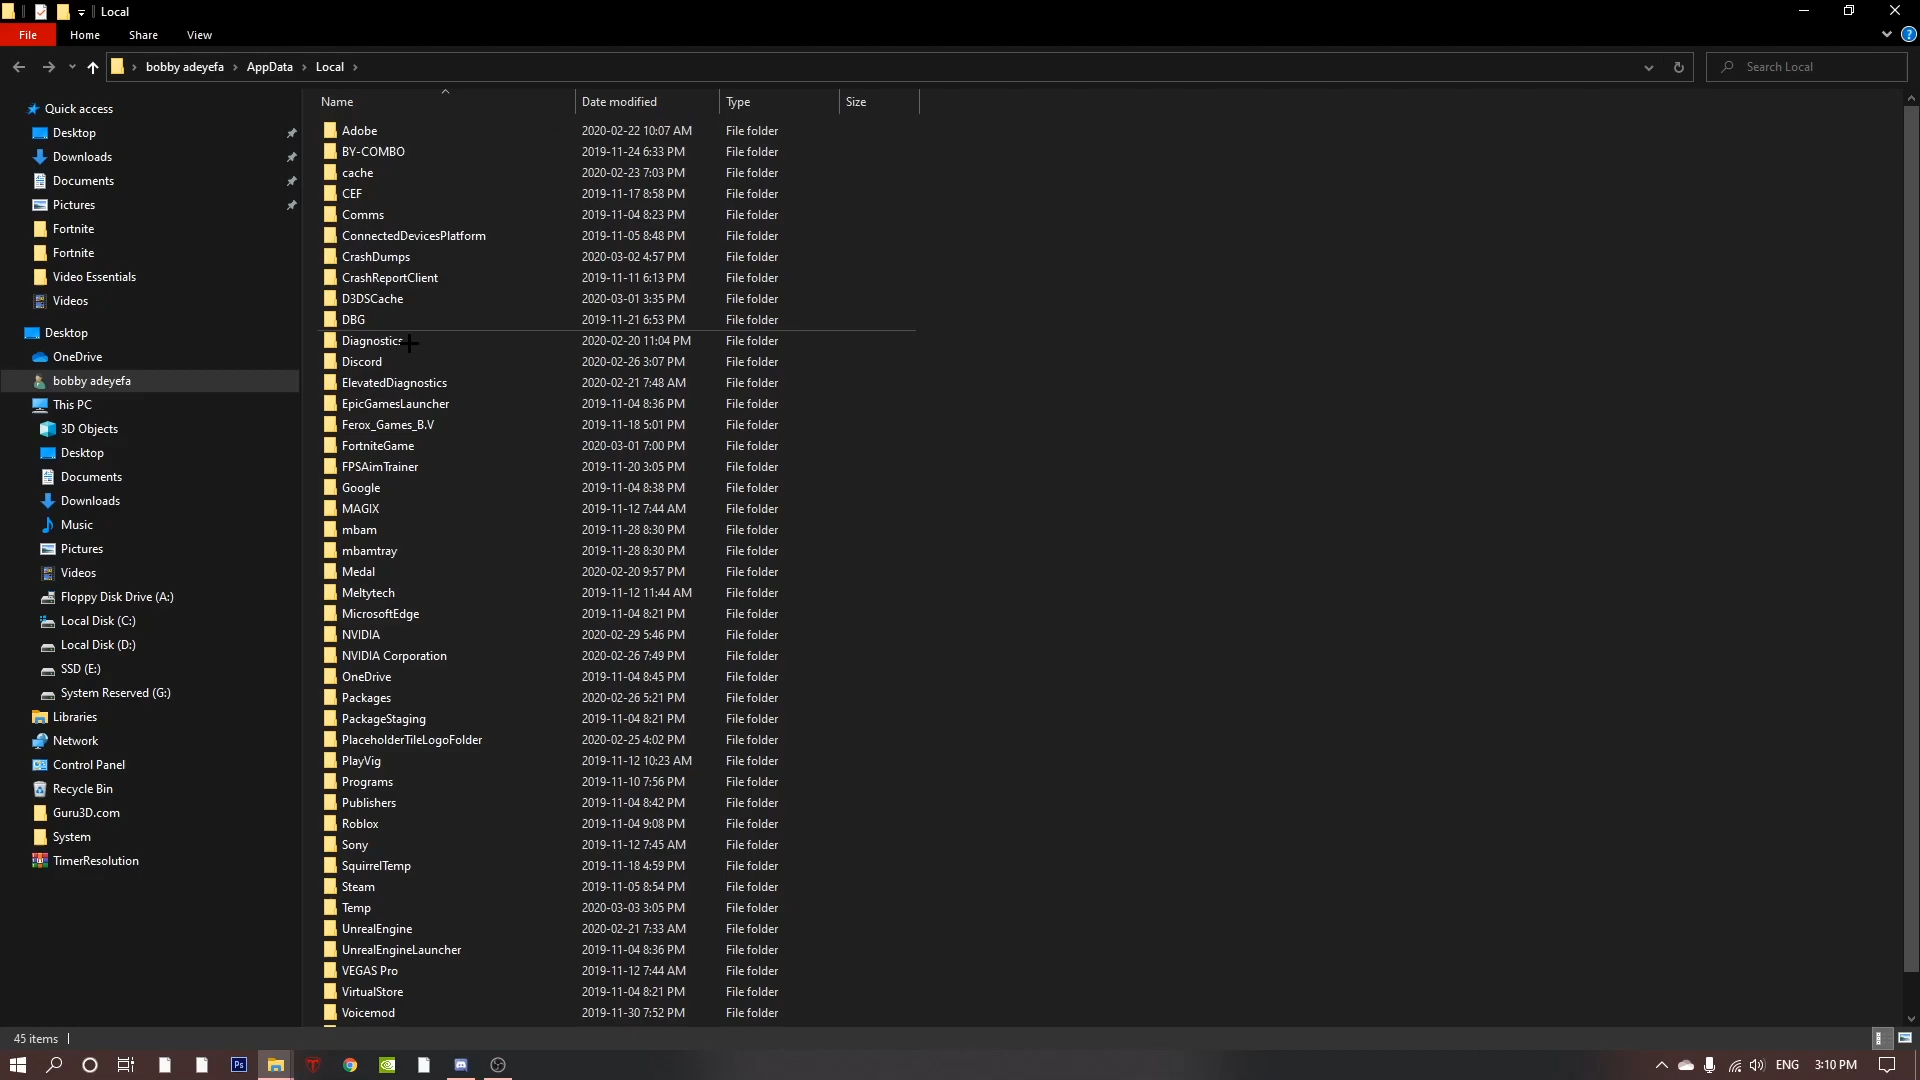 Local
File Home Share View
bobby adeyefa AppData Local
Search Local
Quick access
Desktop
Downloads
Documents
Pictures
Fortnite
Fortnite
Video Essentials
Videos
Desktop
OneDrive
bobby adeyefa
This PC
3D Objects
Desktop
Documents
Downloads
Music
Pictures
Videos
Floppy Disk Drive (A:)
Local Disk (C:)
Local Disk (D:)
SSD (E:)
System Reserved (G:)
Libraries
Network
Control Panel
Recycle Bin
Guru3D.com
System
TimerResolution
Name Date modified Type Size
Adobe 2020-02-22 10:07 AM File folder
BY-COMBO 2019-11-24 6:33 PM File folder
cache 2020-02-23 7:03 PM File folder
CEF 2019-11-17 8:58 PM File folder
Comms 2019-11-04 8:23 PM File folder
ConnectedDevicesPlatform 2019-11-05 8:48 PM File folder
CrashDumps 2020-03-02 4:57 PM File folder
CrashReportClient 2019-11-11 6:13 PM File folder
D3DSCache 2020-03-01 3:35 PM File folder
DBG 2019-11-21 6:53 PM File folder
Diagnostics 2020-02-20 11:04 PM File folder
Discord 2020-02-26 3:07 PM File folder
ElevatedDiagnostics 2020-02-21 7:48 AM File folder
EpicGamesLauncher 2019-11-04 8:36 PM File folder
Ferox_Games_B.V 2019-11-18 5:01 PM File folder
FortniteGame 2020-03-01 7:00 PM File folder
FPSAimTrainer 2019-11-20 3:05 PM File folder
Google 2019-11-04 8:38 PM File folder
MAGIX 2019-11-12 7:44 AM File folder
mbam 2019-11-28 8:30 PM File folder
mbamtray 2019-11-28 8:30 PM File folder
Medal 2020-02-20 9:57 PM File folder
Meltytech 2019-11-12 11:44 AM File folder
MicrosoftEdge 2019-11-04 8:21 PM File folder
NVIDIA 2020-02-29 5:46 PM File folder
NVIDIA Corporation 2020-02-26 7:49 PM File folder
OneDrive 2019-11-04 8:45 PM File folder
Packages 2020-02-26 5:21 PM File folder
PackageStaging 2019-11-04 8:21 PM File folder
PlaceholderTileLogoFolder 2020-02-25 4:02 PM File folder
PlayVig 2019-11-12 10:23 AM File folder
Programs 2019-11-10 7:56 PM File folder
Publishers 2019-11-04 8:42 PM File folder
Roblox 2019-11-04 9:08 PM File folder
Sony 2019-11-12 7:45 AM File folder
SquirrelTemp 2019-11-18 4:59 PM File folder
Steam 2019-11-05 8:54 PM File folder
Temp 2020-03-03 3:05 PM File folder
UnrealEngine 2020-02-21 7:33 AM File folder
UnrealEngineLauncher 2019-11-04 8:36 PM File folder
VEGAS Pro 2019-11-12 7:44 AM File folder
VirtualStore 2019-11-04 8:21 PM File folder
Voicemod 2019-11-30 7:52 PM File folder
45 items
Ps
ENG 3:10 PM